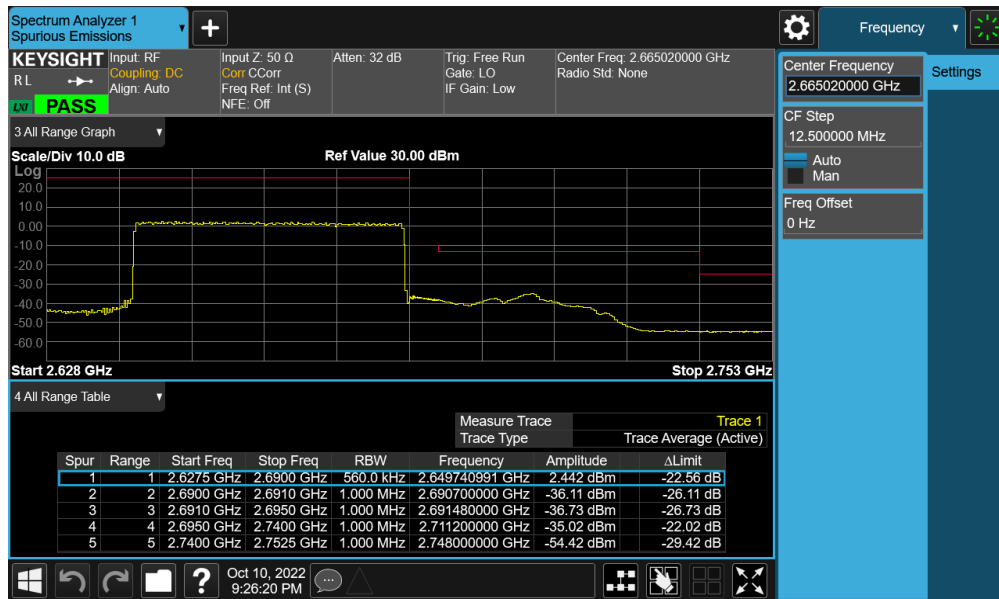 Spectrum Analyzer 1
Spurious Emissions
Frequency
KEYSIGHT
R L
LXI
PASS
Input: RF
Coupling: DC
Align: Auto
Input Z: 50 Ω
Corr CCorr
Freq Ref: Int (S)
NFE: Off
Atten: 32 dB
Trig: Free Run
Gate: LO
IF Gain: Low
Center Freq: 2.665020000 GHz
Radio Std: None
Center Frequency
2.665020000 GHz
Settings
CF Step
12.500000 MHz
Auto
Man
Freq Offset
0 Hz
3 All Range Graph
Scale/Div 10.0 dB
Ref Value 30.00 dBm
Log
20.0
10.0
0.00
-10.0
-20.0
-30.0
-40.0
-50.0
-60.0
Start 2.628 GHz
Stop 2.753 GHz
4 All Range Table
Measure Trace Trace 1
Trace Type Trace Average (Active)
Spur Range Start Freq Stop Freq RBW Frequency Amplitude ΔLimit
1 1 2.6275 GHz 2.6900 GHz 560.0 kHz 2.649740991 GHz 2.442 dBm -22.56 dB
2 2 2.6900 GHz 2.6910 GHz 1.000 MHz 2.690700000 GHz -36.11 dBm -26.11 dB
3 3 2.6910 GHz 2.6950 GHz 1.000 MHz 2.691480000 GHz -36.73 dBm -26.73 dB
4 4 2.6950 GHz 2.7400 GHz 1.000 MHz 2.711200000 GHz -35.02 dBm -22.02 dB
5 5 2.7400 GHz 2.7525 GHz 1.000 MHz 2.748000000 GHz -54.42 dBm -29.42 dB
?
Oct 10, 2022
9:26:20 PM